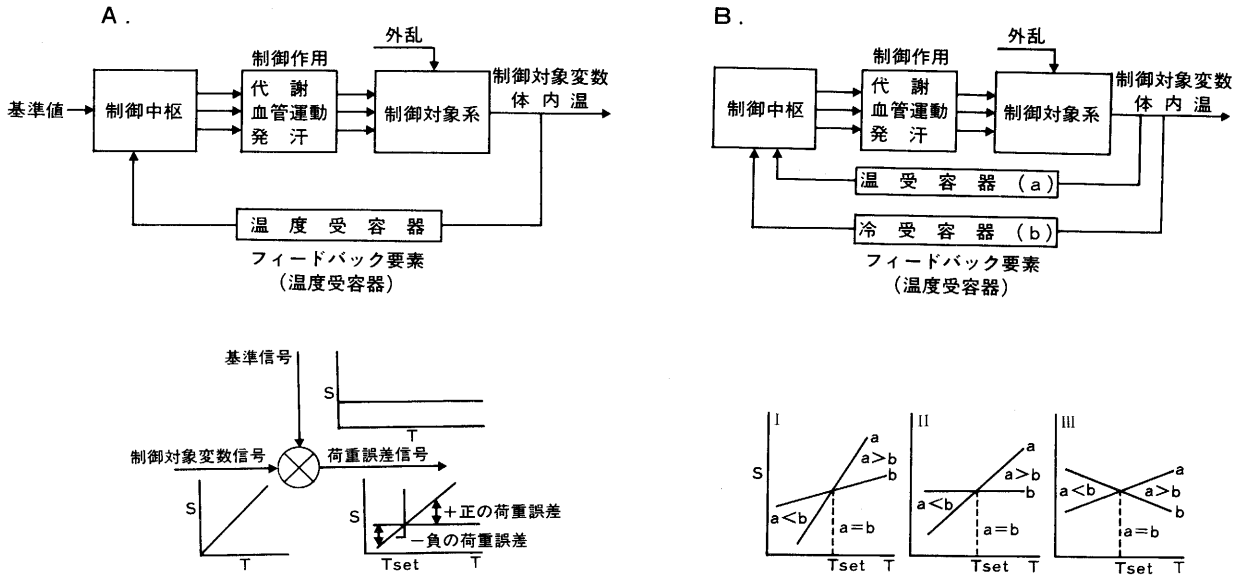 A.
外乱
制御作用
制御対象変数
体内温
基準値
制御中枢
代謝
血管運動
発汗
制御対象系
温度受容器
フィードバック要素
(温度受容器)
基準信号
S
T
制御対象変数信号
荷重誤差信号
S
T
S
+正の荷重誤差
-負の荷重誤差
Tset T
B.
外乱
制御作用
制御対象変数
体内温
制御中枢
代謝
血管運動
発汗
制御対象系
温受容器(a)
冷受容器(b)
フィードバック要素
(温度受容器)
I
S
a
a>b
b
a<b
a=b
Tset T
II
a
a>b
b
a<b
a=b
Tset T
III
a
a<b
a>b
b
a=b
Tset T